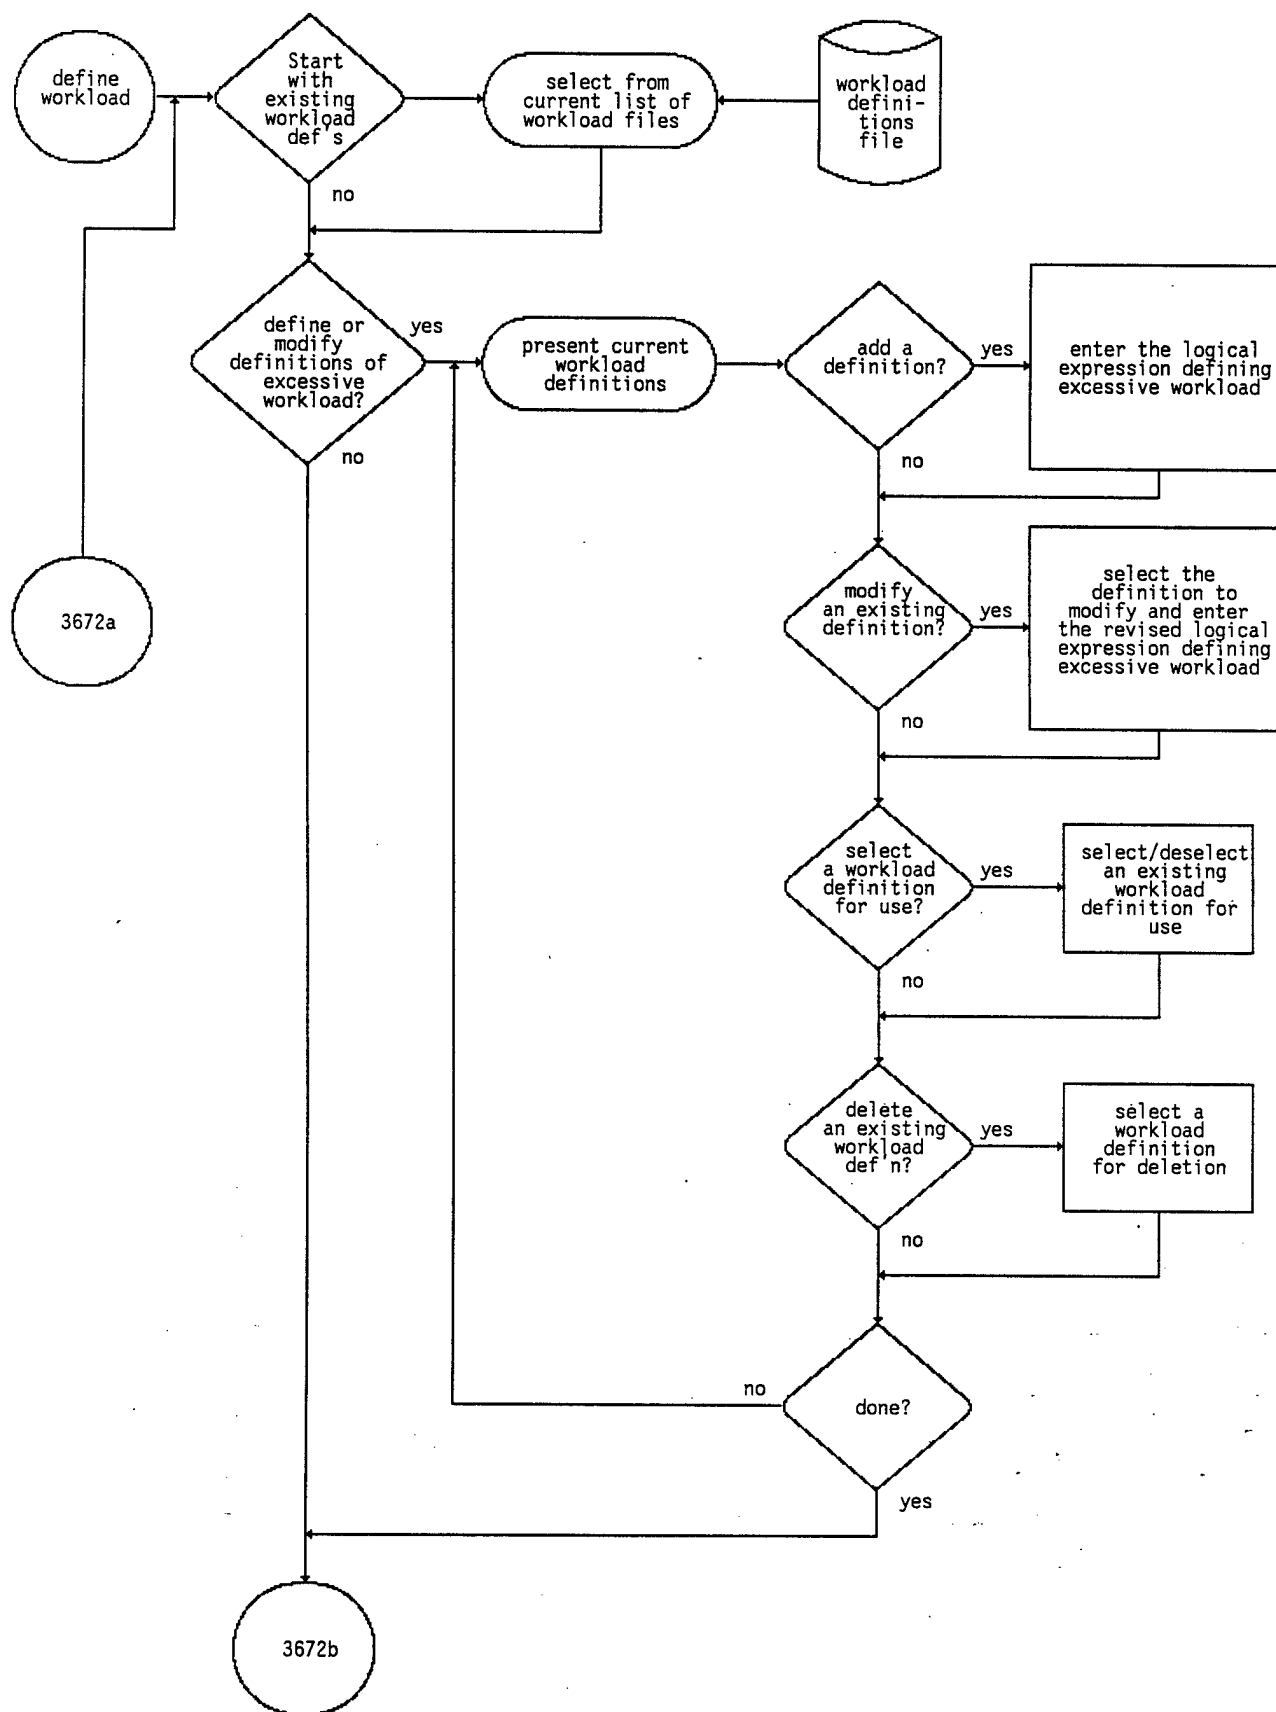 define
workload
Start
with
existing
workload
def's
select from
current list of
workload files
workload
defini-
tions
file
no
define or
modify
definitions of
excessive
workload?
yes
no
present current
workload
definitions
add a
definition?
yes
no
enter the logical
expression defining
excessive workload
3672a
modify
an existing
definition?
yes
no
select the
definition to
modify and enter
the revised logical
expression defining
excessive workload
select
a workload
definition
for use?
yes
no
select/deselect
an existing
workload
definition for
use
delete
an existing
workload
def'n?
yes
no
select a
workload
definition
for deletion
no
done?
yes
3672b